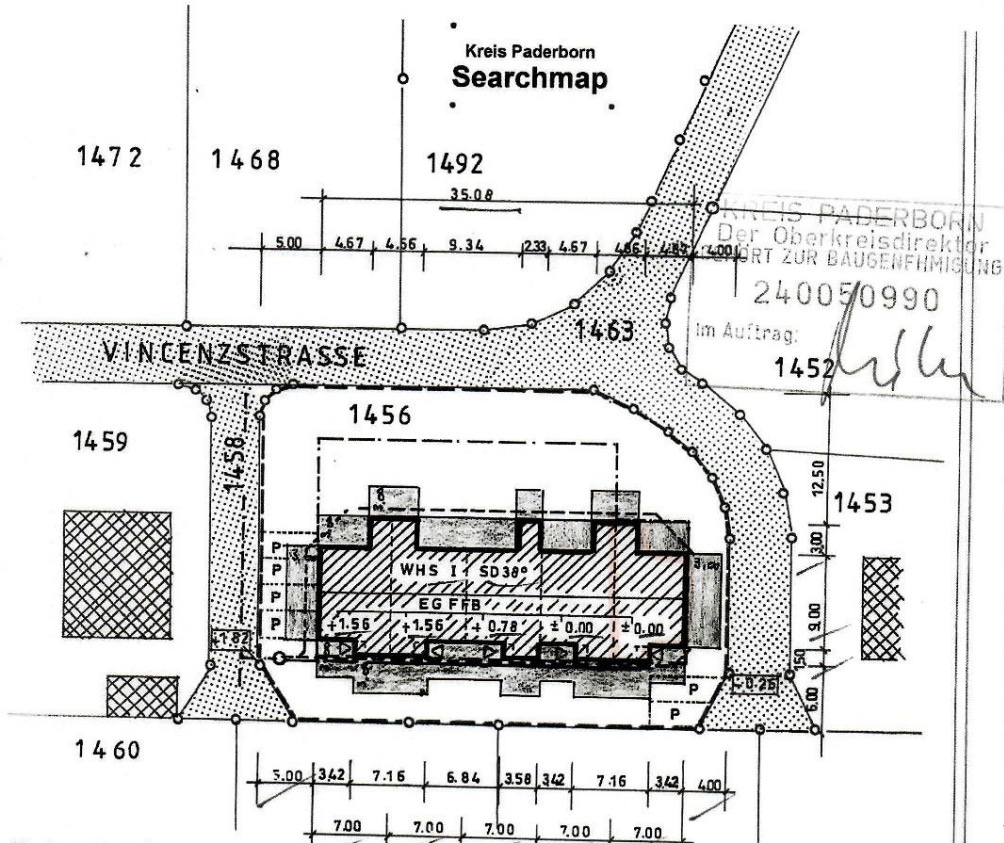 Kreis Paderborn
Searchmap
1472
1468
1492
35.08
5.00 4.67 4.66 9.34 2.33 4.67 4.66 4.67 4.00
KREIS PADERBORN
Der Oberkreisdirektor
GEHÖRT ZUR BAUGENEHMIGUNG
240050990
Im Auftrag:
1463
VINCENZSTRASSE
1452
1456
1459
1458
12.50
1453
3.00
P
P
P
P
WHS I SD38°
3.00
EG FFB
+1.56 +1.56 +0.78 ±0.00 ±0.00
9.00
+1.82
1.50
-0.26
6.00
P
P
1460
5.00 3.42 7.16 6.84 3.58 3.42 7.16 3.42 4.00
7.00 7.00 7.00 7.00 7.00